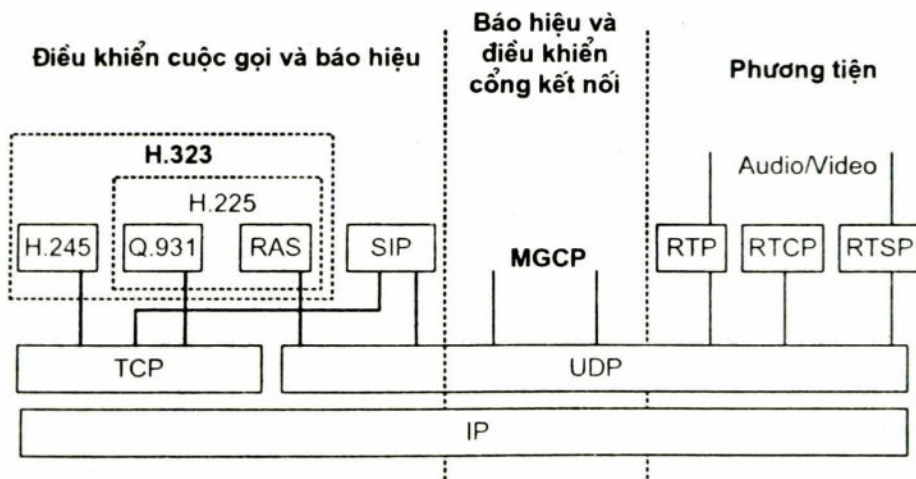 Điều khiển cuộc gọi và báo hiệu
Báo hiệu và
điều khiển
cổng kết nối
Phương tiện
H.323
H.225
H.245
Q.931
RAS
SIP
MGCP
Audio/Video
RTP
RTCP
RTSP
TCP
UDP
IP